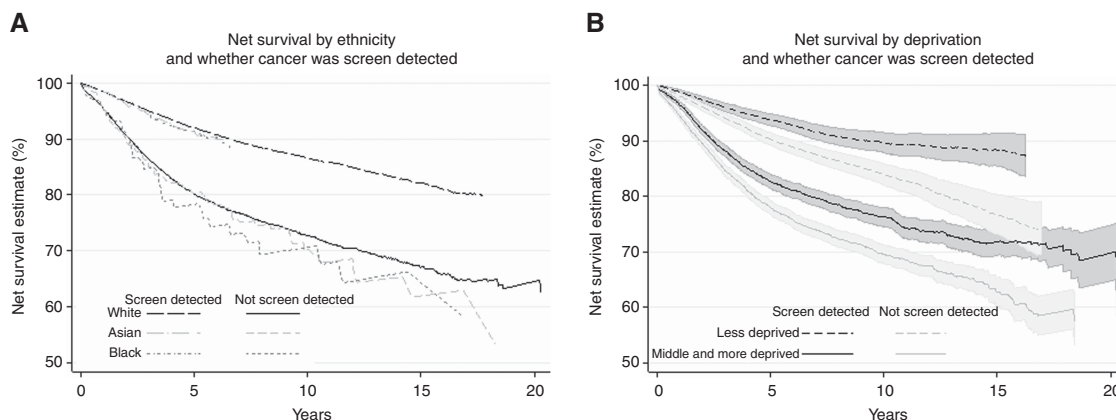 A
Net survival by ethnicity
and whether cancer was screen detected
Net survival estimate (%)
100
90
80
70
60
50
Screen detected Not screen detected
White
Asian
Black
0 5 10 15 20
Years
B
Net survival by deprivation
and whether cancer was screen detected
Net survival estimate (%)
100
90
80
70
60
50
Screen detected Not screen detected
Less deprived
Middle and more deprived
0 5 10 15 20
Years